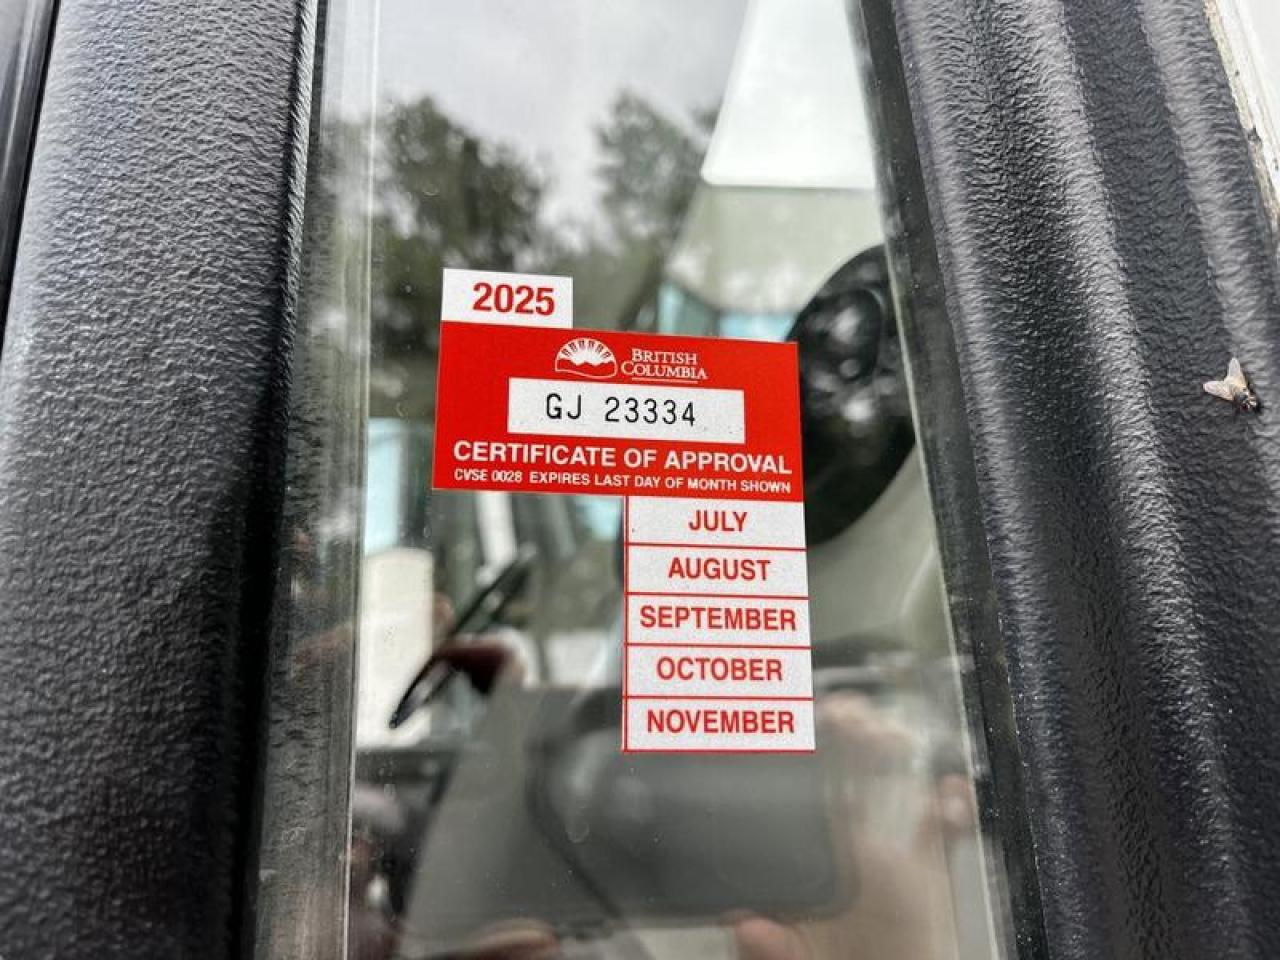 2025
BRITISH
COLUMBIA
GJ 23334
CERTIFICATE OF APPROVAL
CVSE 0028 EXPIRES LAST DAY OF MONTH SHOWN
JULY
AUGUST
SEPTEMBER
OCTOBER
NOVEMBER